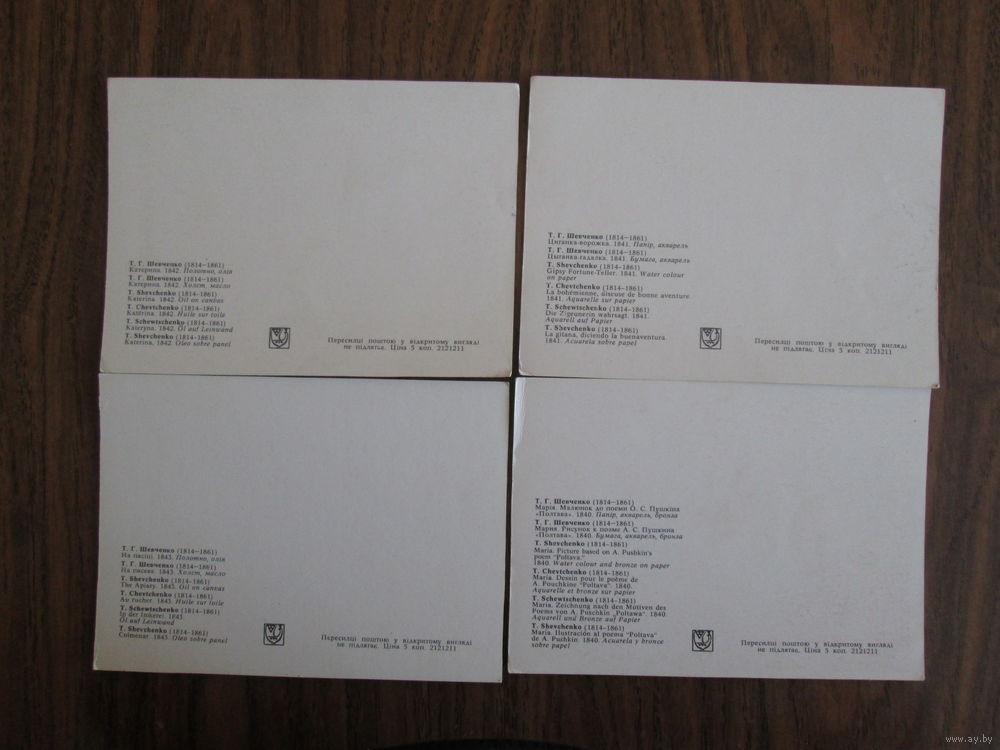 Т. Г. Шевченко (1814—1861)
Катерина. 1842. Полотно, олія
Т. Г. Шевченко (1814—1861)
Катерина. 1842. Холст, масло
T. Shevchenko (1814—1861)
Katerina. 1842. Oil on canvas
T. Chevtchenko (1814—1861)
Katérina. 1842. Huile sur toile
T. Schewtschenko (1814—1861)
Kateryna. 1842. Öl auf Leinwand
T. Shevchenko (1814—1861)
Katerina. 1842. Oleo sobre panel
Пересилці поштою у відкритому вигляді
не підлягає. Ціна 5 коп. 2121211
Т. Г. Шевченко (1814—1861)
Циганка-ворожка. 1841. Папір, акварель
Т. Г. Шевченко (1814—1861)
Цыганка-гадалка. 1841. Бумага, акварель
T. Shevchenko (1814—1861)
Gipsy Fortune-Teller. 1841. Water colour
on paper
T. Chevtchenko (1814—1861)
La bohémienne, diseuse de bonne aventure.
1841. Aquarelle sur papier
T. Schewtschenko (1814—1861)
Die Zigeunerin wahrsagt. 1841.
Aquarell auf Papier
T. Shevchenko (1814—1861)
La gitana, diciendo la buenaventura.
1841. Acuarela sobre papel
Пересилці поштою у відкритому вигляді
не підлягає. Ціна 5 коп. 2121211
Т. Г. Шевченко (1814—1861)
На пасіці. 1843. Полотно, олія
Т. Г. Шевченко (1814—1861)
На пасеке. 1843. Холст, масло
T. Shevchenko (1814—1861)
The Apiary. 1843. Oil on canvas
T. Chevtchenko (1814—1861)
Au rucher. 1843. Huile sur toile
T. Schewtschenko (1814—1861)
In der Imkerei. 1843.
Öl auf Leinwand
T. Shevchenko (1814—1861)
Colmenar. 1843. Oleo sobre panel
Пересилці поштою у відкритому вигляді
не підлягає. Ціна 5 коп. 2121211
Т. Г. Шевченко (1814—1861)
Марія. Малюнок до поеми О. С. Пушкіна
«Полтава». 1840. Папір, акварель, бронза
Т. Г. Шевченко (1814—1861)
Мария. Рисунок к поэме А. С. Пушкина
«Полтава». 1840. Бумага, акварель, бронза
T. Shevchenko (1814—1861)
Maria. Picture based on A. Pushkin's
poem "Poltava."
1840. Water colour and bronze on paper
T. Chevtchenko (1814—1861)
Maria. Dessin pour le poème de
A. Pouchkine "Poltava". 1840.
Aquarelle et bronze sur papier
T. Schewtschenko (1814—1861)
Maria. Zeichnung nach den Motiven des
Poems von A. Puschkin „Poltawa". 1840.
Aquarell und Bronze auf Papier
T. Shevchenko (1814—1861)
María. Ilustración al poema "Poltava"
de A. Pushkin. 1840. Acuarela y bronce
sobre papel
Пересилці поштою у відкритому вигляді
не підлягає. Ціна 5 коп. 2121211
www.ay.by